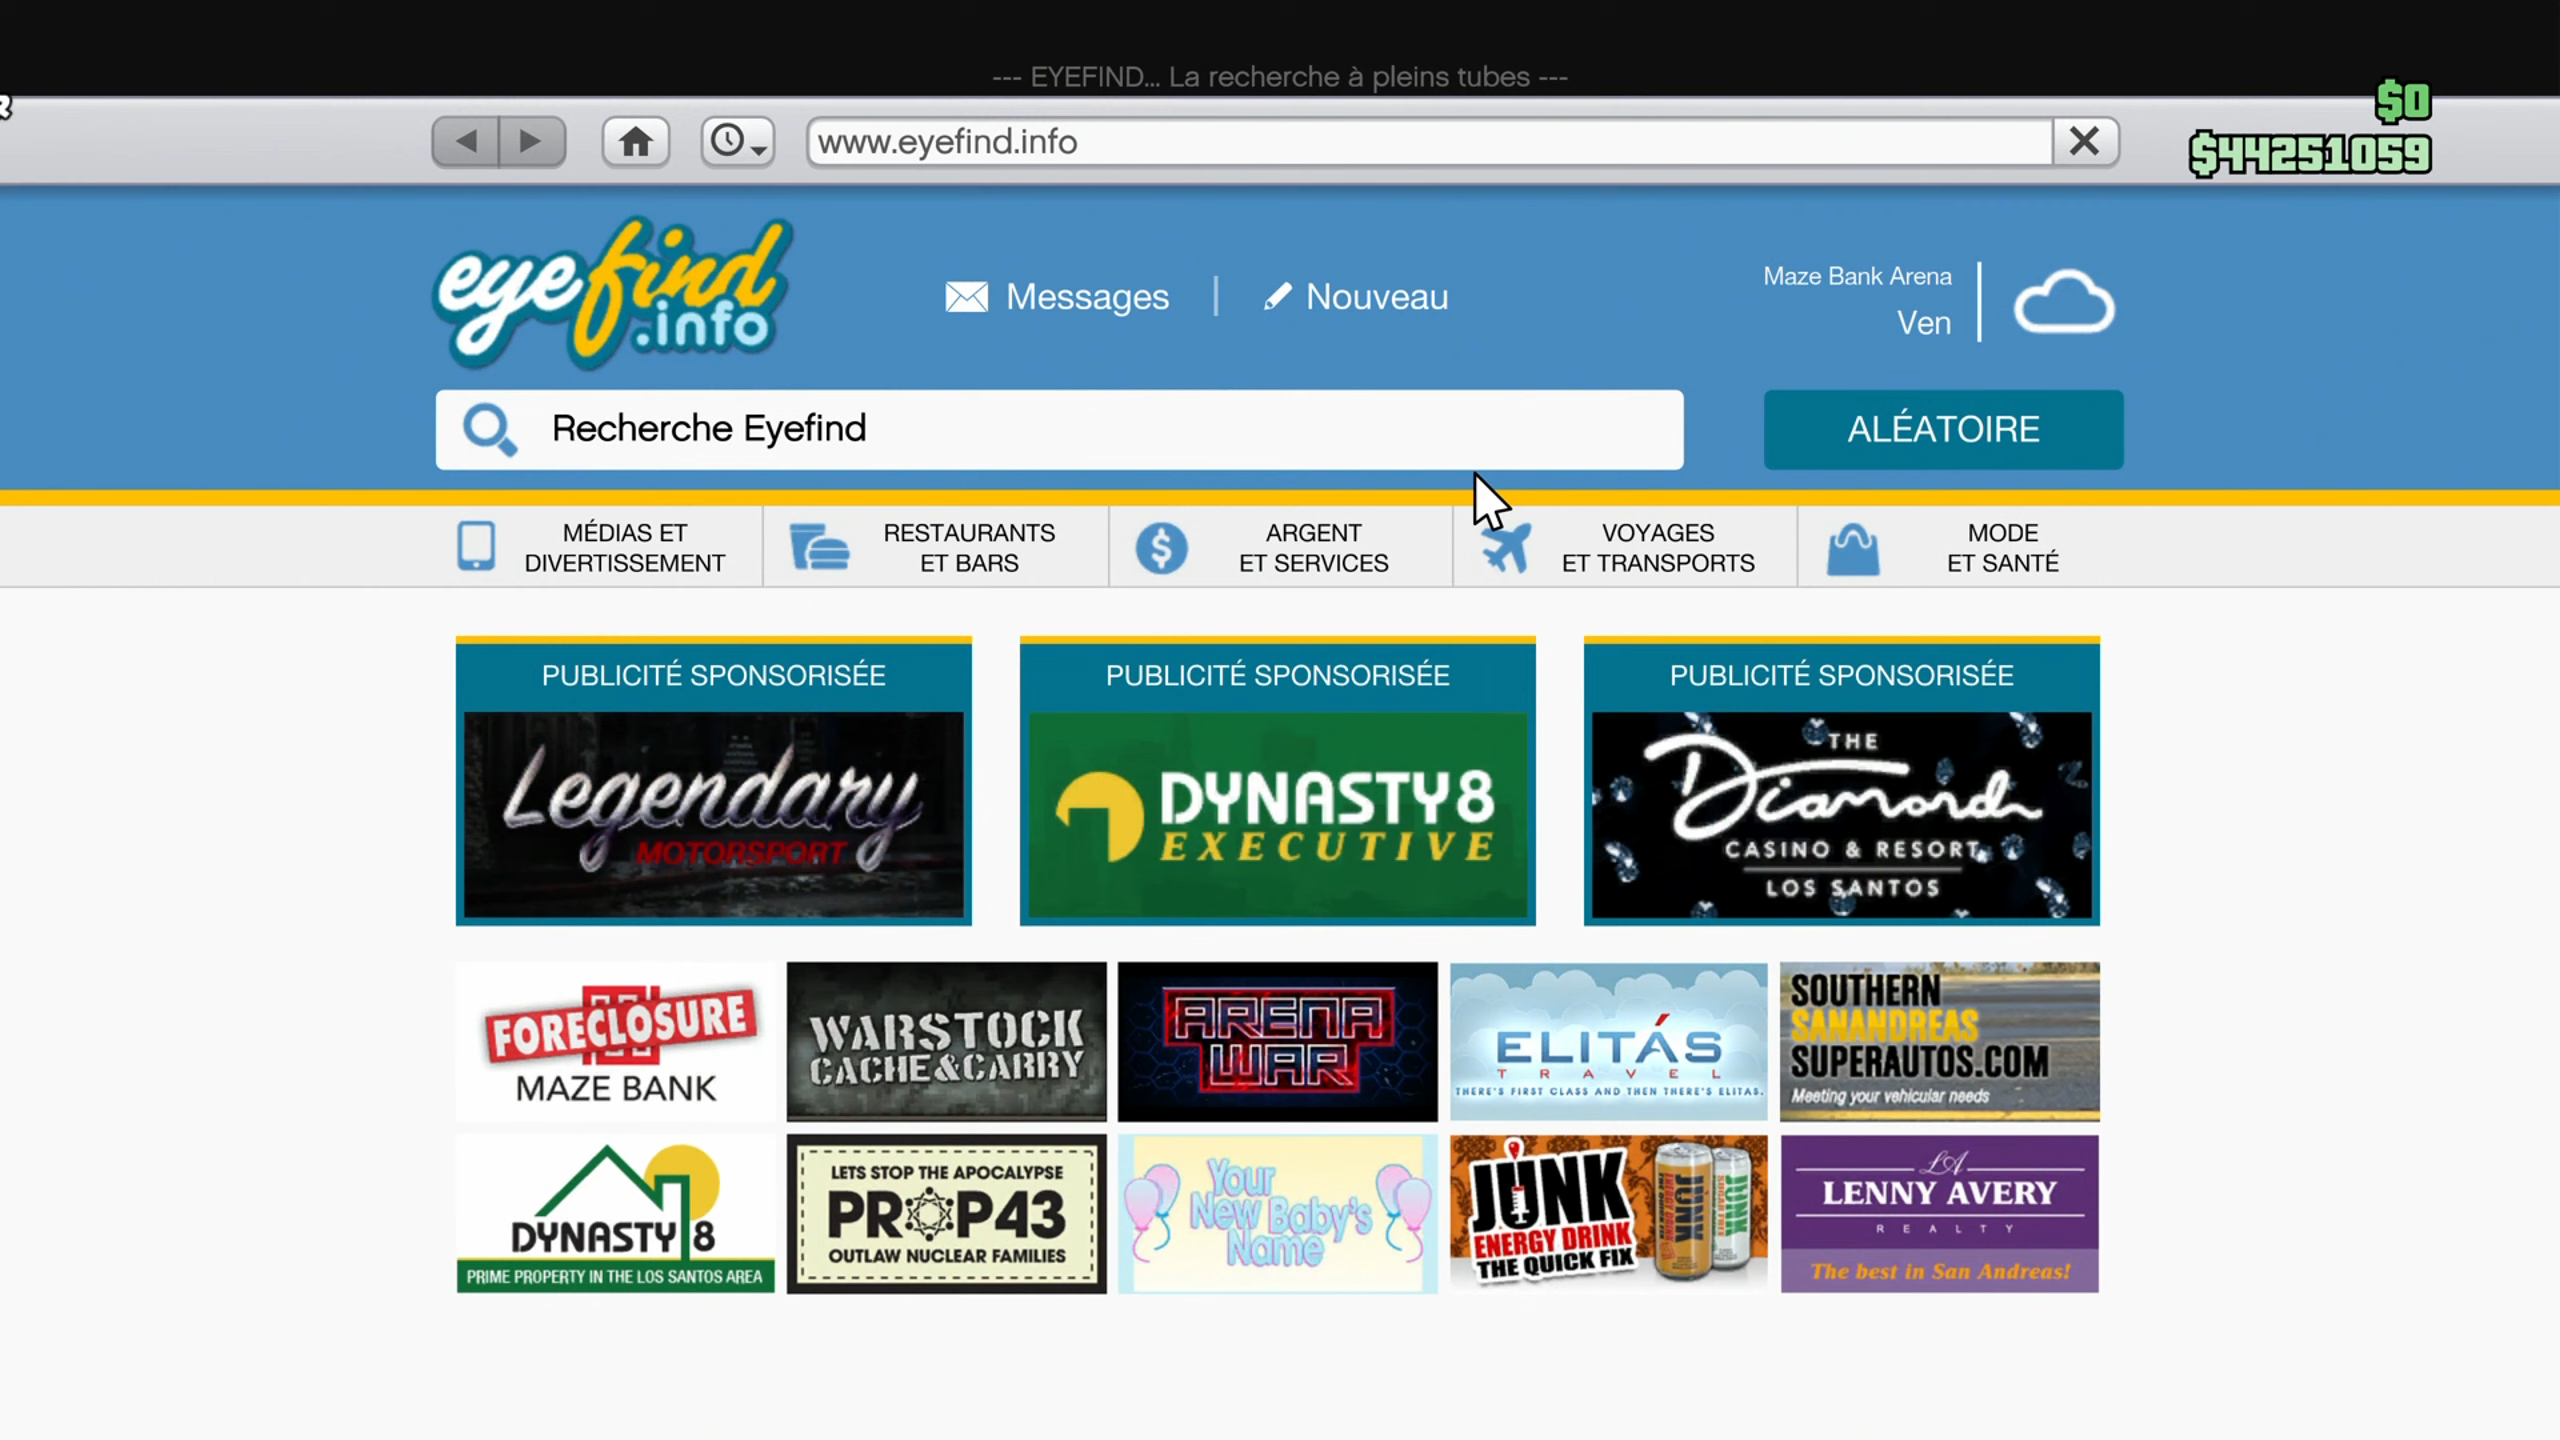 --- EYEFIND... La recherche à pleins tubes ---
$0
www.eyefind.info
$44251059
eyefind.info
Messages
Nouveau
Maze Bank Arena
Ven
Recherche Eyefind
ALÉATOIRE
MÉDIAS ET
DIVERTISSEMENT
RESTAURANTS
ET BARS
ARGENT
ET SERVICES
VOYAGES
ET TRANSPORTS
MODE
ET SANTÉ
PUBLICITÉ SPONSORISÉE
Legendary
MOTORSPORT
PUBLICITÉ SPONSORISÉE
DYNASTY8
EXECUTIVE
PUBLICITÉ SPONSORISÉE
THE
Diamond
CASINO & RESORT
LOS SANTOS
FORECLOSURE
MAZE BANK
WARSTOCK
CACHE&CARRY
ARENA
WAR
ELITÁS
TRAVEL
THERE'S FIRST CLASS AND THEN THERE'S ELITAS.
SOUTHERN
SANANDREAS
SUPERAUTOS.COM
Meeting your vehicular needs
DYNASTY 8
PRIME PROPERTY IN THE LOS SANTOS AREA
LETS STOP THE APOCALYPSE
PROP43
OUTLAW NUCLEAR FAMILIES
Your
New Baby's
Name
JUNK
ENERGY DRINK
THE QUICK FIX
JUNK
JUNK
LA
LENNY AVERY
REALTY
The best in San Andreas!